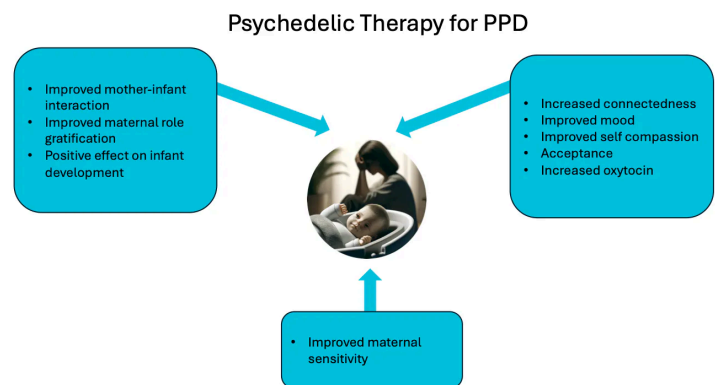 Psychedelic Therapy for PPD
• Improved mother-infant
interaction
• Improved maternal role
gratification
• Positive effect on infant
development
• Increased connectedness
• Improved mood
• Improved self compassion
• Acceptance
• Increased oxytocin
• Improved maternal
sensitivity